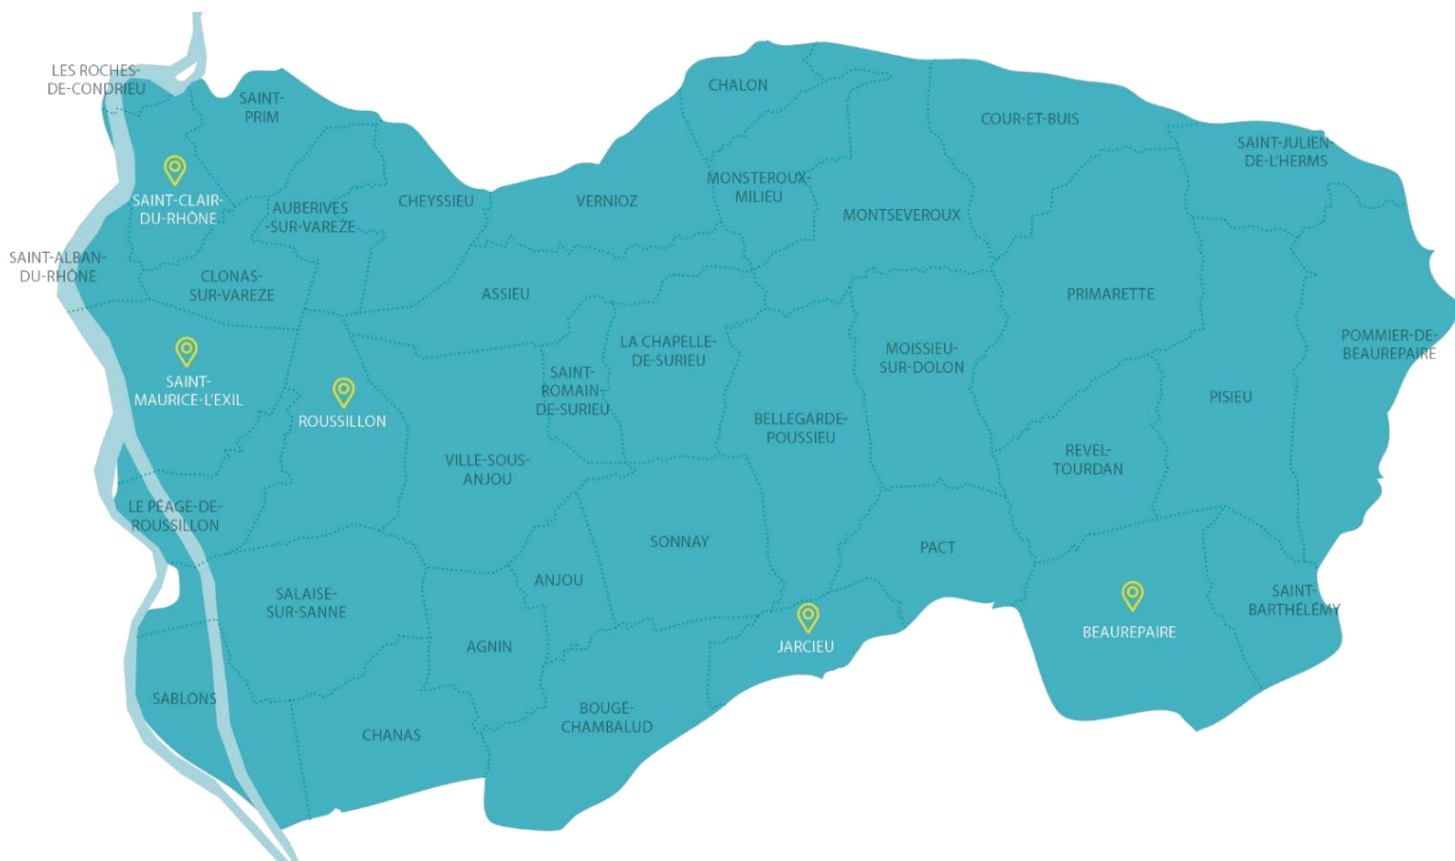 LES ROCHES-
DE-CONDRIEU
SAINT-
PRIM
CHALON
COUR-ET-BUIS
SAINT-JULIEN-
DE-L'HERMS
SAINT-CLAIR-
DU-RHÔNE
AUBERIVES
-SUR-VAREZE
CHEYSSIEU
VERNIOZ
MONSTEROUX-
MILIEU
MONTSEVEROUX
SAINT-ALBAN-
DU-RHÔNE
CLONAS-
SUR-VAREZE
ASSIEU
PRIMARETTE
LA CHAPELLE-
DE-SURIEU
MOISSIEU-
SUR-DOLON
POMMIER-DE-
BEAUREPAIRE
SAINT-
MAURICE-L'EXIL
ROUSSILLON
SAINT-
ROMAIN-
DE-SURIEU
BELLEGARDE-
POUSSIEU
PISIEU
VILLE-SOUS-
ANJOU
REVEL-
TOURDAN
LE PÉAGE-DE-
ROUSSILLON
SONNAY
PACT
SALAISE-
SUR-SANNE
ANJOU
SAINT-
BARTHÉLÉMY
AGNIN
JARCIEU
BEAUREPAIRE
SABLONS
CHANAS
BOUGÉ-
CHAMBALUD